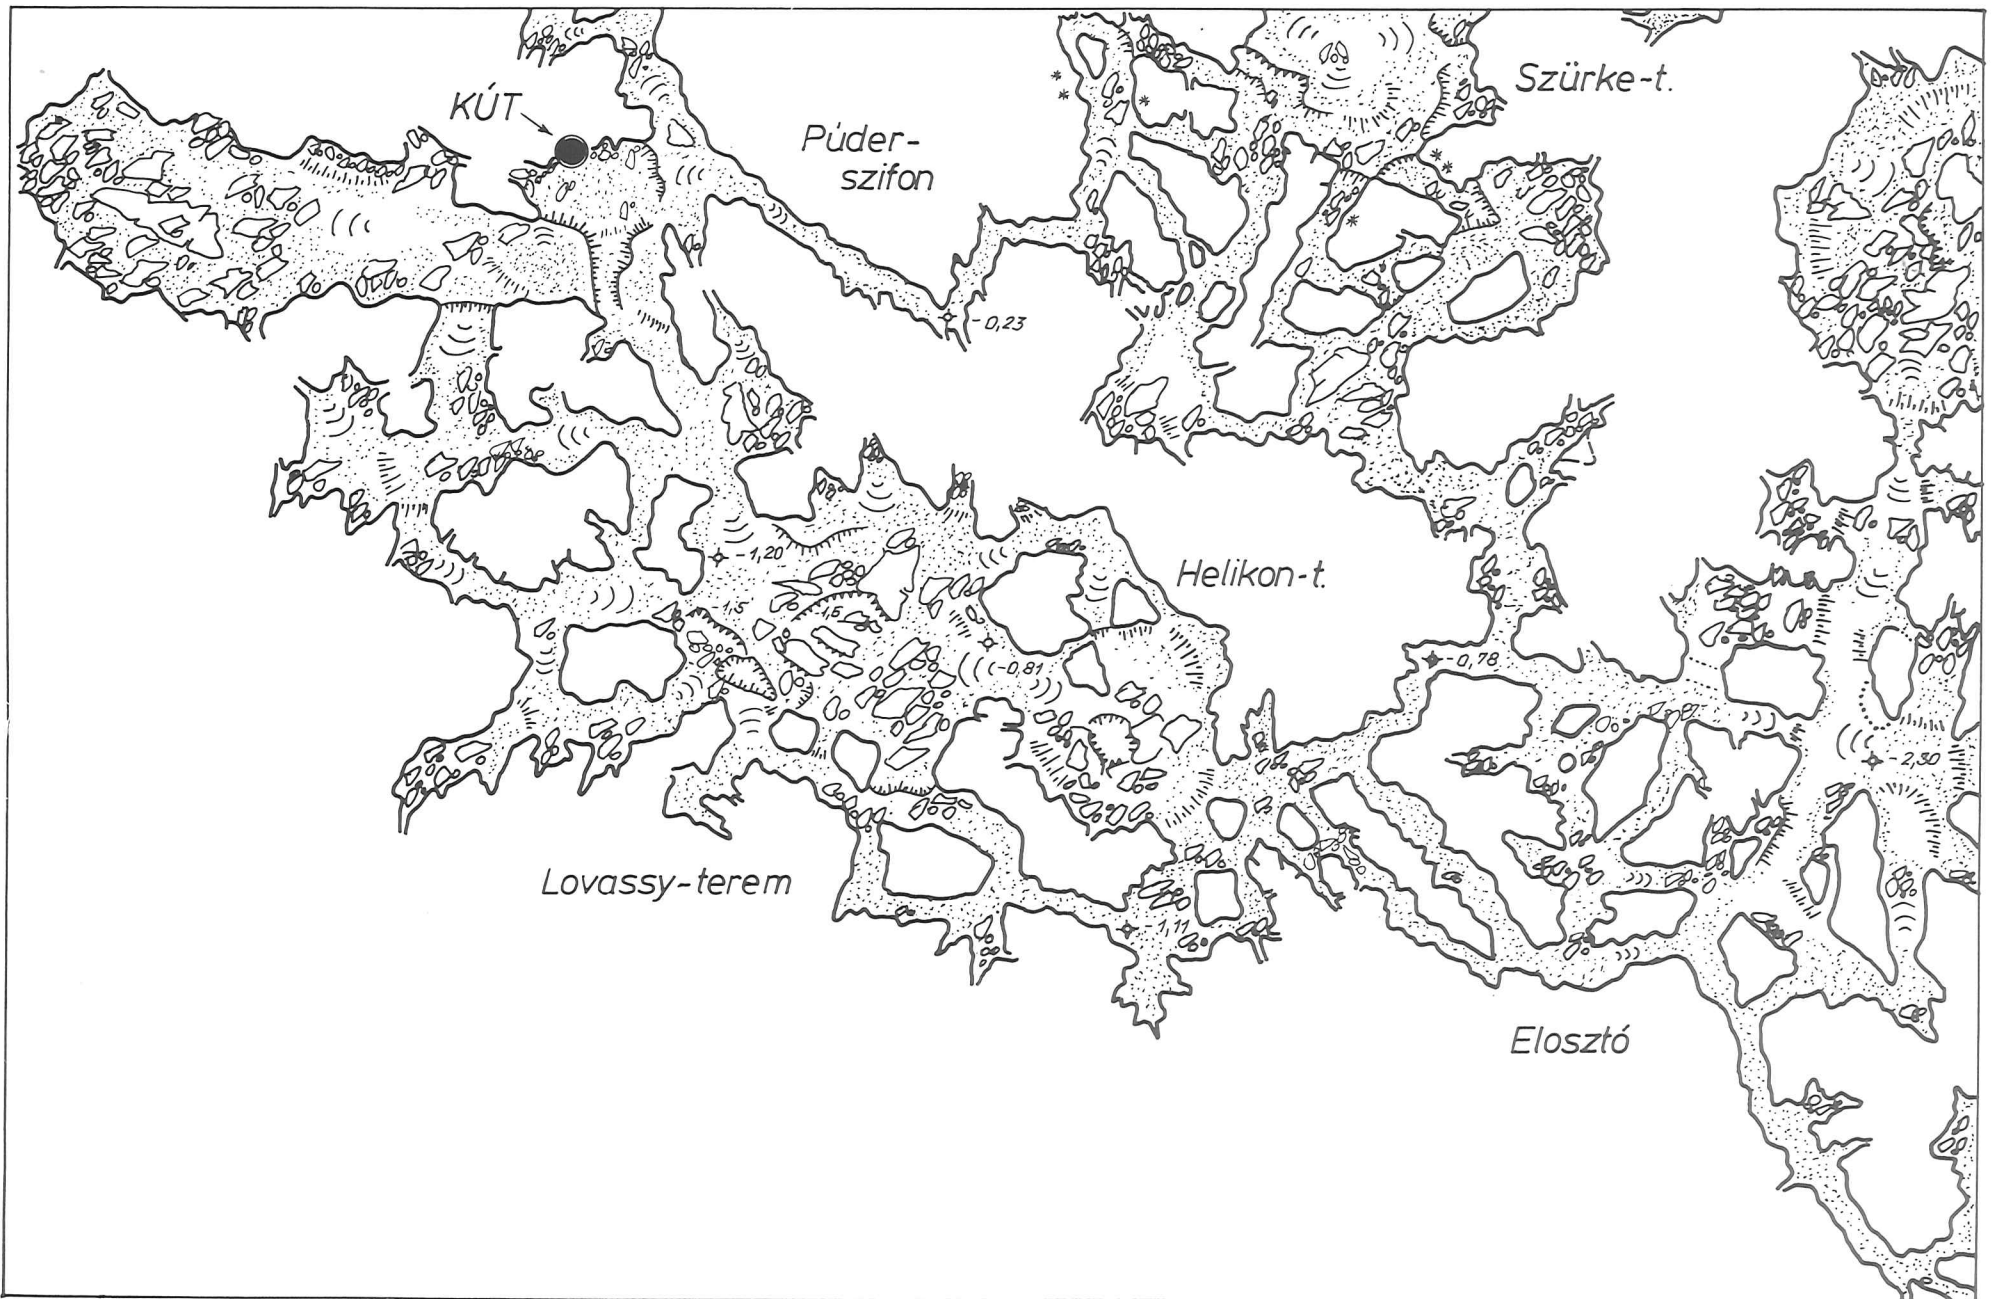 Szürke-t.
KÚT
Púder-
szifon
-0,23
-1,20
Helikon-t.
-1,5
-1,5
-0,81
-0,78
-2,30
Lovassy-terem
-1,11
Elosztó